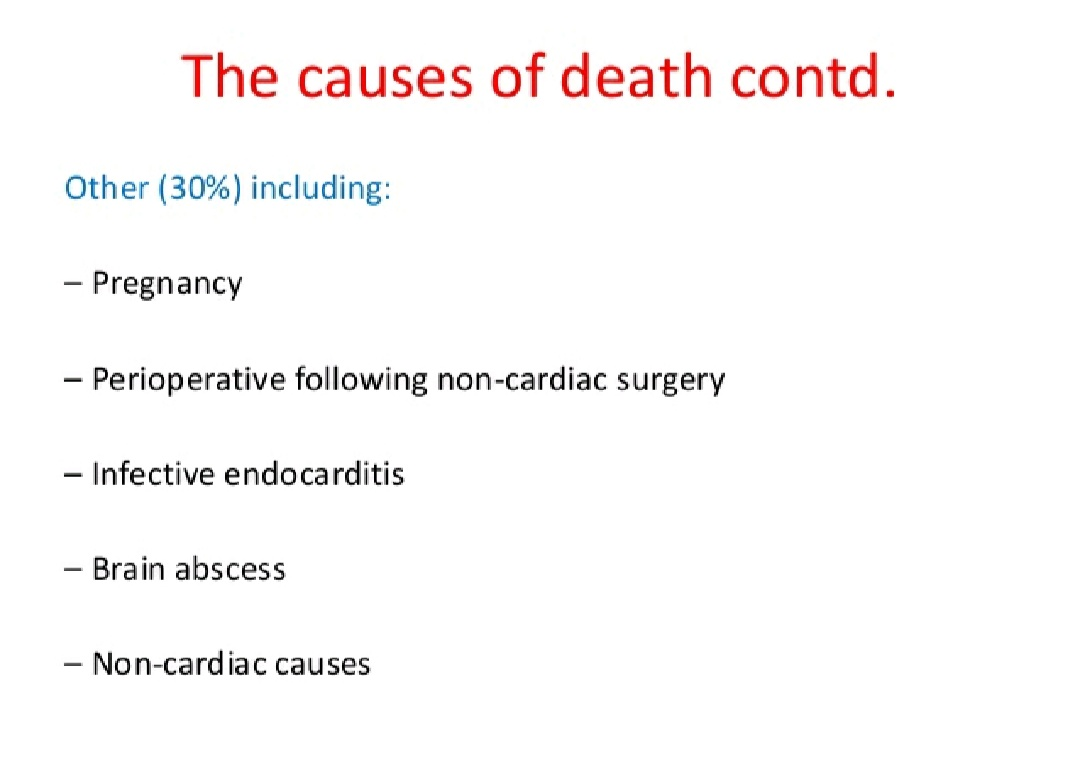 The causes of death contd.
Other (30%) including:
– Pregnancy
– Perioperative following non-cardiac surgery
– Infective endocarditis
– Brain abscess
– Non-cardiac causes